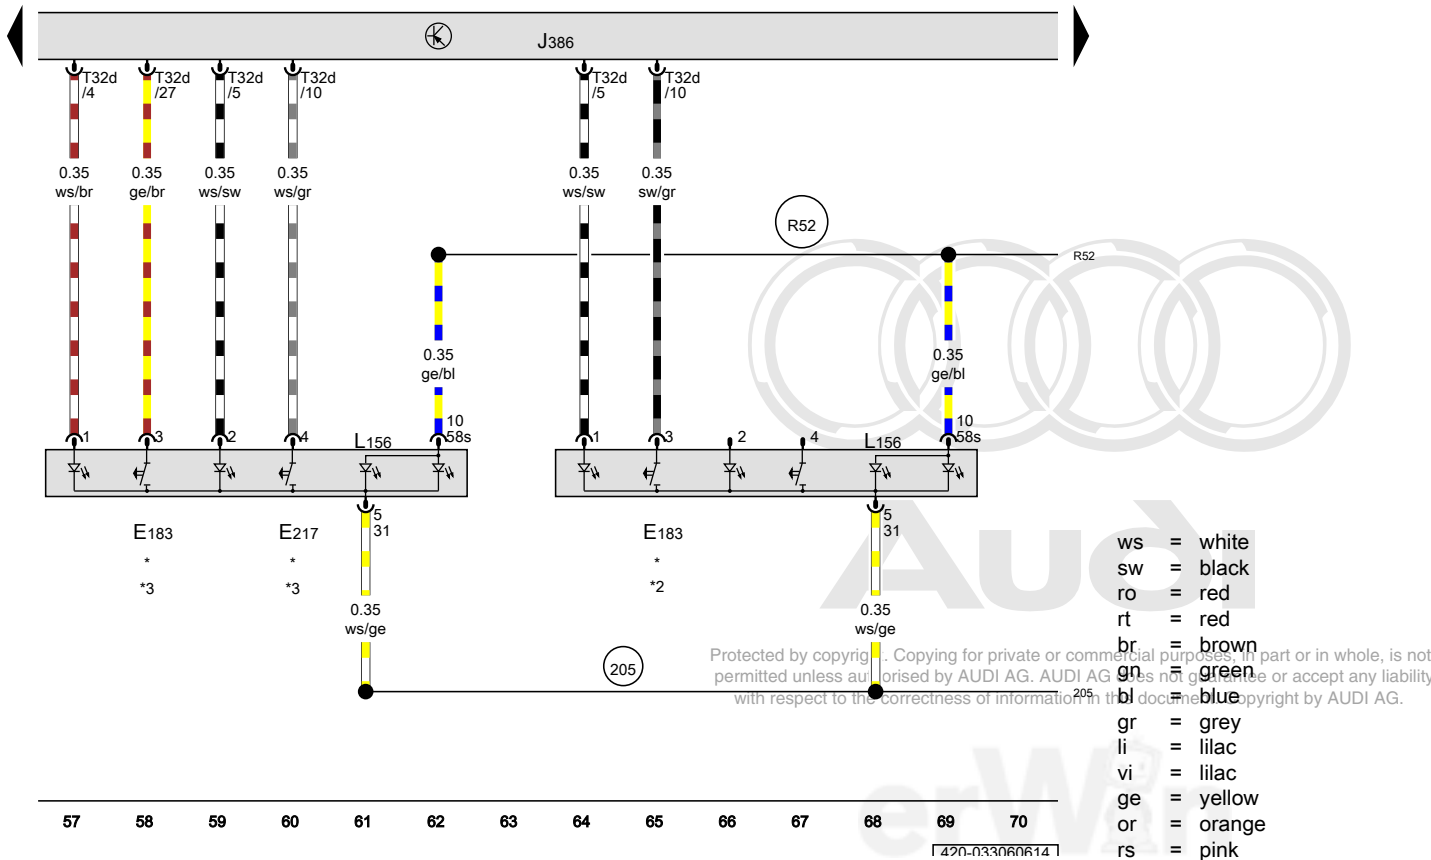 J386
T32d T32d T32d T32d T32d T32d
/4 /27 /5 /10 /5 /10
0.35 0.35 0.35 0.35 0.35 0.35
ws/br ge/br ws/sw ws/gr ws/sw sw/gr
R52
R52
0.35 0.35
ge/bl ge/bl
10 10
1 3 2 4 L156 58s 1 3 2 4 L156 58s
5 5
E183 E217 31 E183 31
* * *
*3 *3 *2
0.35 0.35
ws/ge ws/ge
205
205
Audi
ws = white
sw = black
ro = red
rt = red
br = brown
gn = green
bl = blue
gr = grey
li = lilac
vi = lilac
ge = yellow
or = orange
rs = pink
Protected by copyright. Copying for private or commercial purposes, in part or in whole, is not
permitted unless authorised by AUDI AG. AUDI AG does not guarantee or accept any liability
with respect to the correctness of information in this document. Copyright by AUDI AG.
erWin
57 58 59 60 61 62 63 64 65 66 67 68 69 70
420-033060614